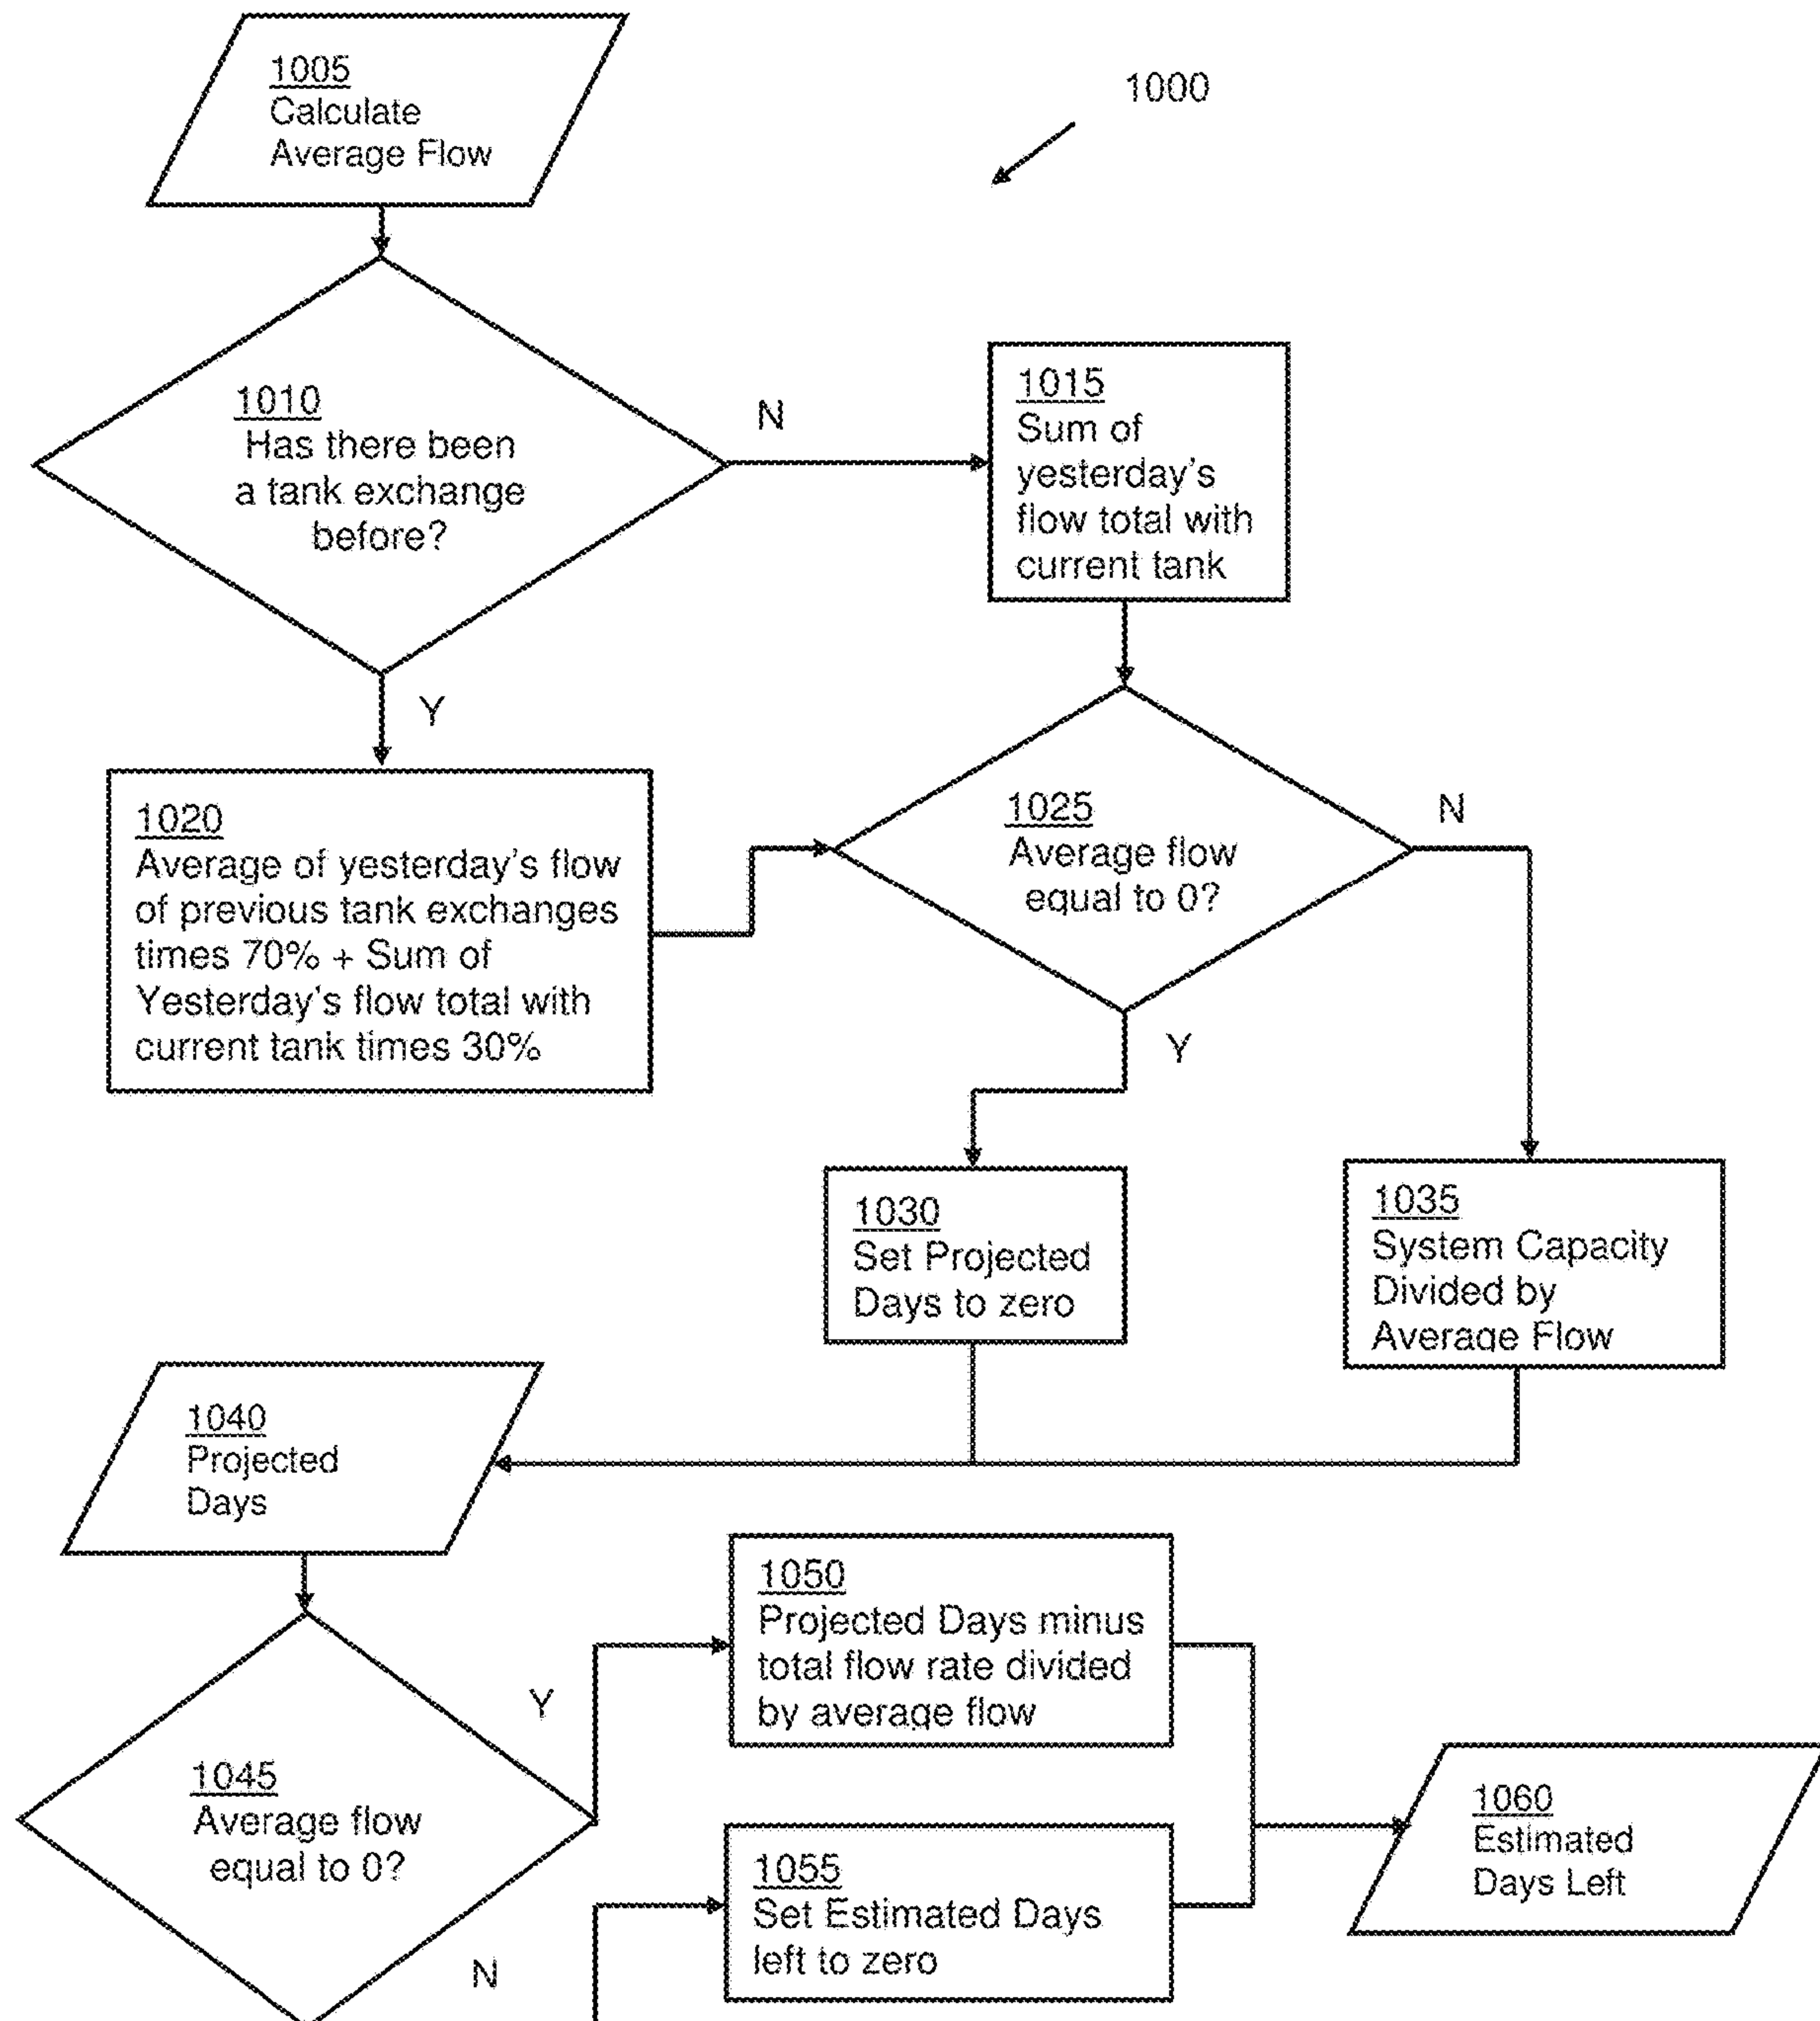 1005
Calculate
Average Flow
1000
1010
Has there been
a tank exchange
before?
N
1015
Sum of
yesterday's
flow total with
current tank
Y
1020
Average of yesterday's flow
of previous tank exchanges
times 70% + Sum of
Yesterday's flow total with
current tank times 30%
1025
Average flow
equal to 0?
N
Y
1030
Set Projected
Days to zero
1035
System Capacity
Divided by
Average Flow
1040
Projected
Days
1045
Average flow
equal to 0?
Y
1050
Projected Days minus
total flow rate divided
by average flow
N
1055
Set Estimated Days
left to zero
1060
Estimated
Days Left